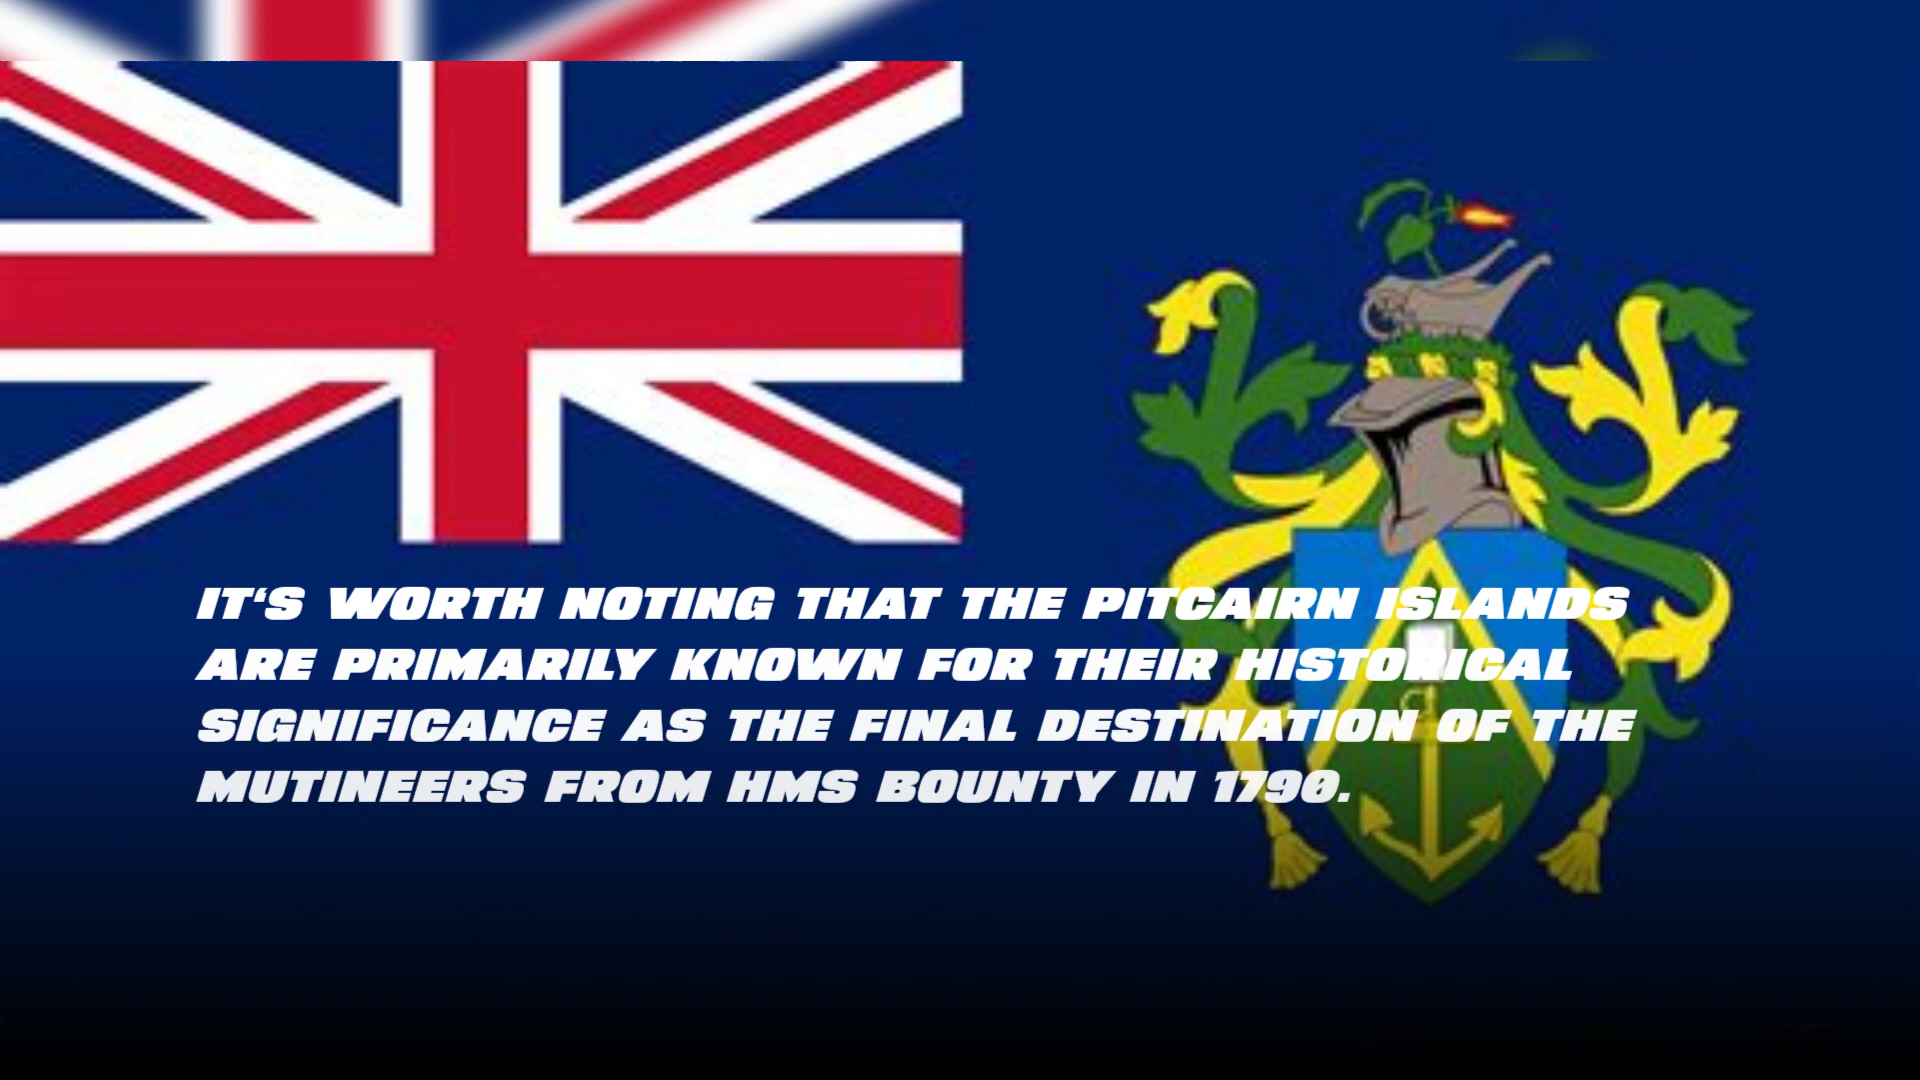 IT'S WORTH NOTING THAT THE PITCAIRN ISLANDS
ARE PRIMARILY KNOWN FOR THEIR HISTORICAL
SIGNIFICANCE AS THE FINAL DESTINATION OF THE
MUTINEERS FROM HMS BOUNTY IN 1790.